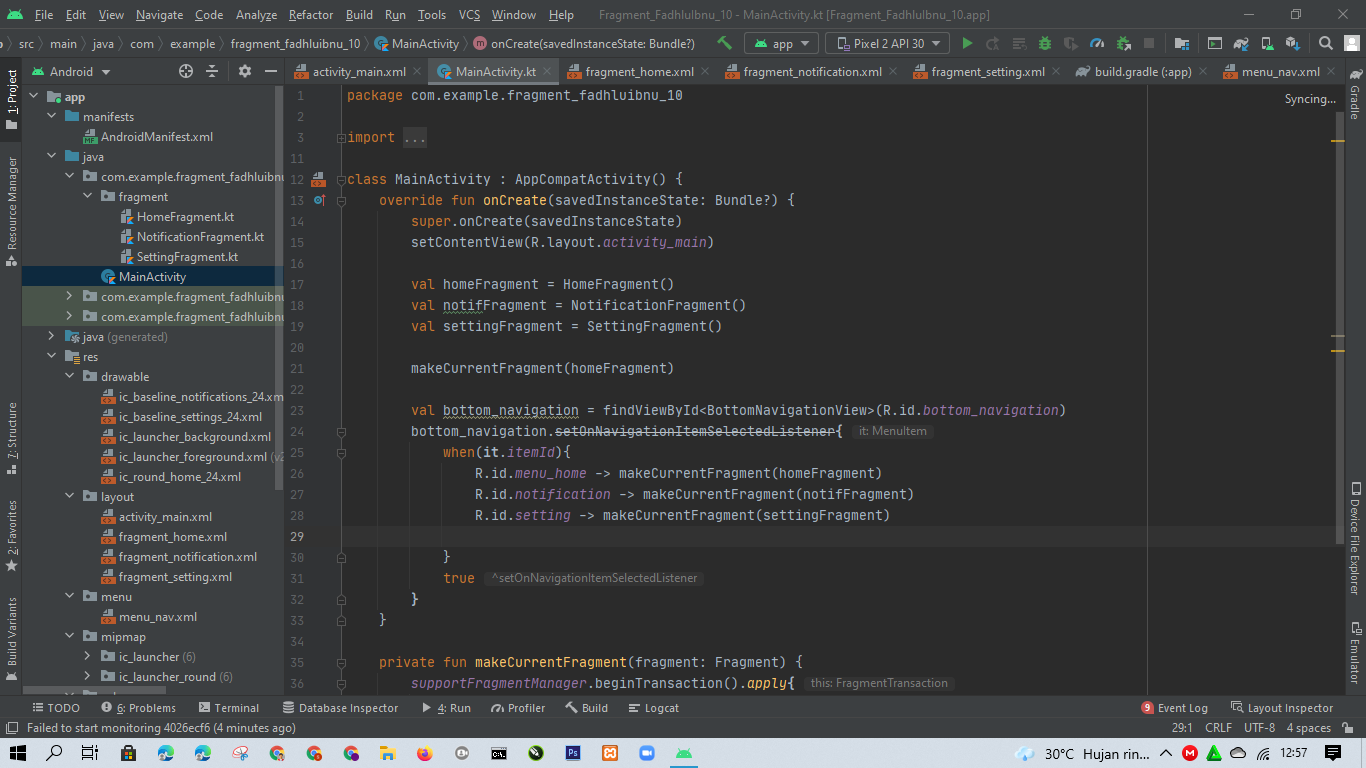 File Edit View Navigate Code Analyze Refactor Build Run Tools VCS Window Help Fragment_FadhluIbnu_10 - MainActivity.kt [Fragment_FadhluIbnu_10.app]
src main java com example fragment_fadhluibnu_10 MainActivity onCreate(savedInstanceState: Bundle?) app Pixel 2 API 30
Android activity_main.xml MainActivity.kt fragment_home.xml fragment_notification.xml fragment_setting.xml build.gradle (:app) menu_nav.xml
1: Project
Resource Manager
7: Structure
2: Favorites
Build Variants
app
manifests
AndroidManifest.xml
java
com.example.fragment_fadhluibnu
fragment
HomeFragment.kt
NotificationFragment.kt
SettingFragment.kt
MainActivity
com.example.fragment_fadhluibnu
com.example.fragment_fadhluibnu
java (generated)
res
drawable
ic_baseline_notifications_24.xm
ic_baseline_settings_24.xml
ic_launcher_background.xml
ic_launcher_foreground.xml (v2
ic_round_home_24.xml
layout
activity_main.xml
fragment_home.xml
fragment_notification.xml
fragment_setting.xml
menu
menu_nav.xml
mipmap
ic_launcher (6)
ic_launcher_round (6)
1 package com.example.fragment_fadhluibnu_10
Syncing...
2
3 import ...
11
12 class MainActivity : AppCompatActivity() {
13 override fun onCreate(savedInstanceState: Bundle?) {
14 super.onCreate(savedInstanceState)
15 setContentView(R.layout.activity_main)
16
17 val homeFragment = HomeFragment()
18 val notifFragment = NotificationFragment()
19 val settingFragment = SettingFragment()
20
21 makeCurrentFragment(homeFragment)
22
23 val bottom_navigation = findViewById<BottomNavigationView>(R.id.bottom_navigation)
24 bottom_navigation.setOnNavigationItemSelectedListener{ it: MenuItem
25 when(it.itemId){
26 R.id.menu_home -> makeCurrentFragment(homeFragment)
27 R.id.notification -> makeCurrentFragment(notifFragment)
28 R.id.setting -> makeCurrentFragment(settingFragment)
29
30 }
31 true ^setOnNavigationItemSelectedListener
32 }
33 }
34
35 private fun makeCurrentFragment(fragment: Fragment) {
36 supportFragmentManager.beginTransaction().apply{ this: FragmentTransaction
Gradle
Device File Explorer
Emulator
TODO 6: Problems Terminal Database Inspector 4: Run Profiler Build Logcat 9 Event Log Layout Inspector
Failed to start monitoring 4026ecf6 (4 minutes ago) 29:1 CRLF UTF-8 4 spaces
30°C Hujan rin... 12:57